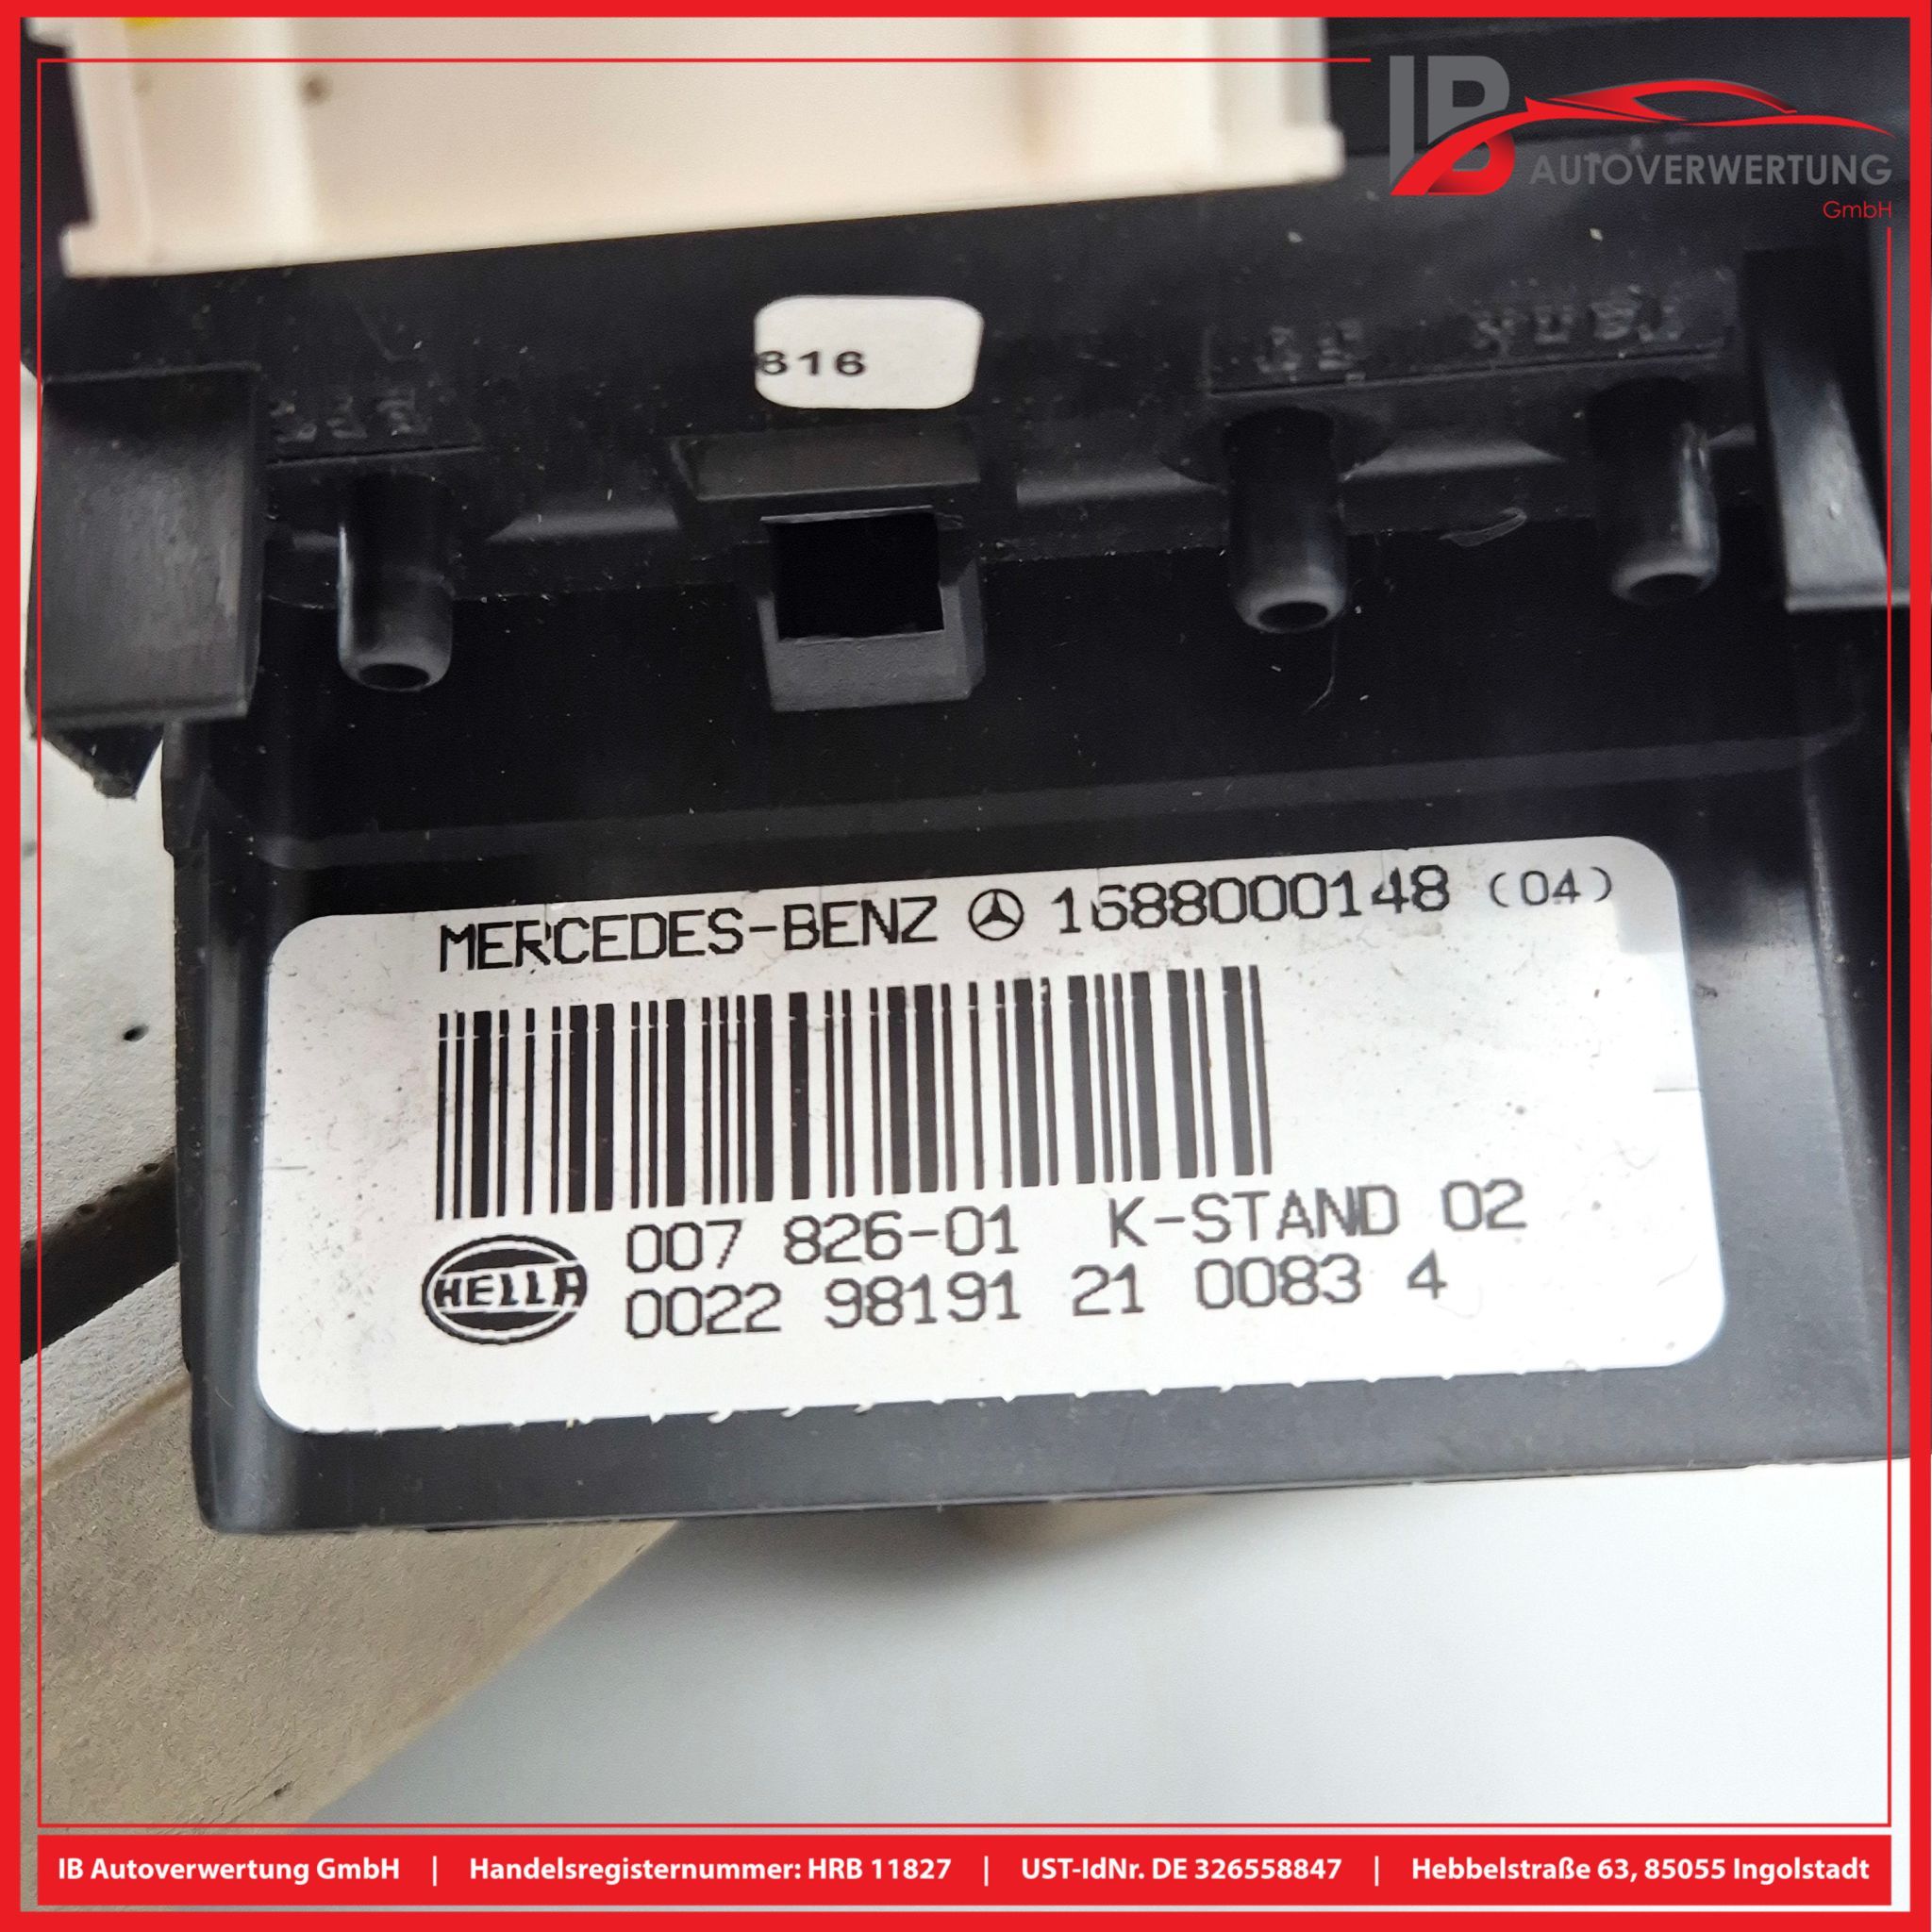 IB
AUTOVERWERTUNG
GmbH
816
MERCEDES-BENZ 1688000148 (04)
007 826-01 K-STAND 02
HELLA
0022 98191 21 0083 4
IB Autoverwertung GmbH | Handelsregisternummer: HRB 11827 | UST-IdNr. DE 326558847 | Hebbelstraße 63, 85055 Ingolstadt